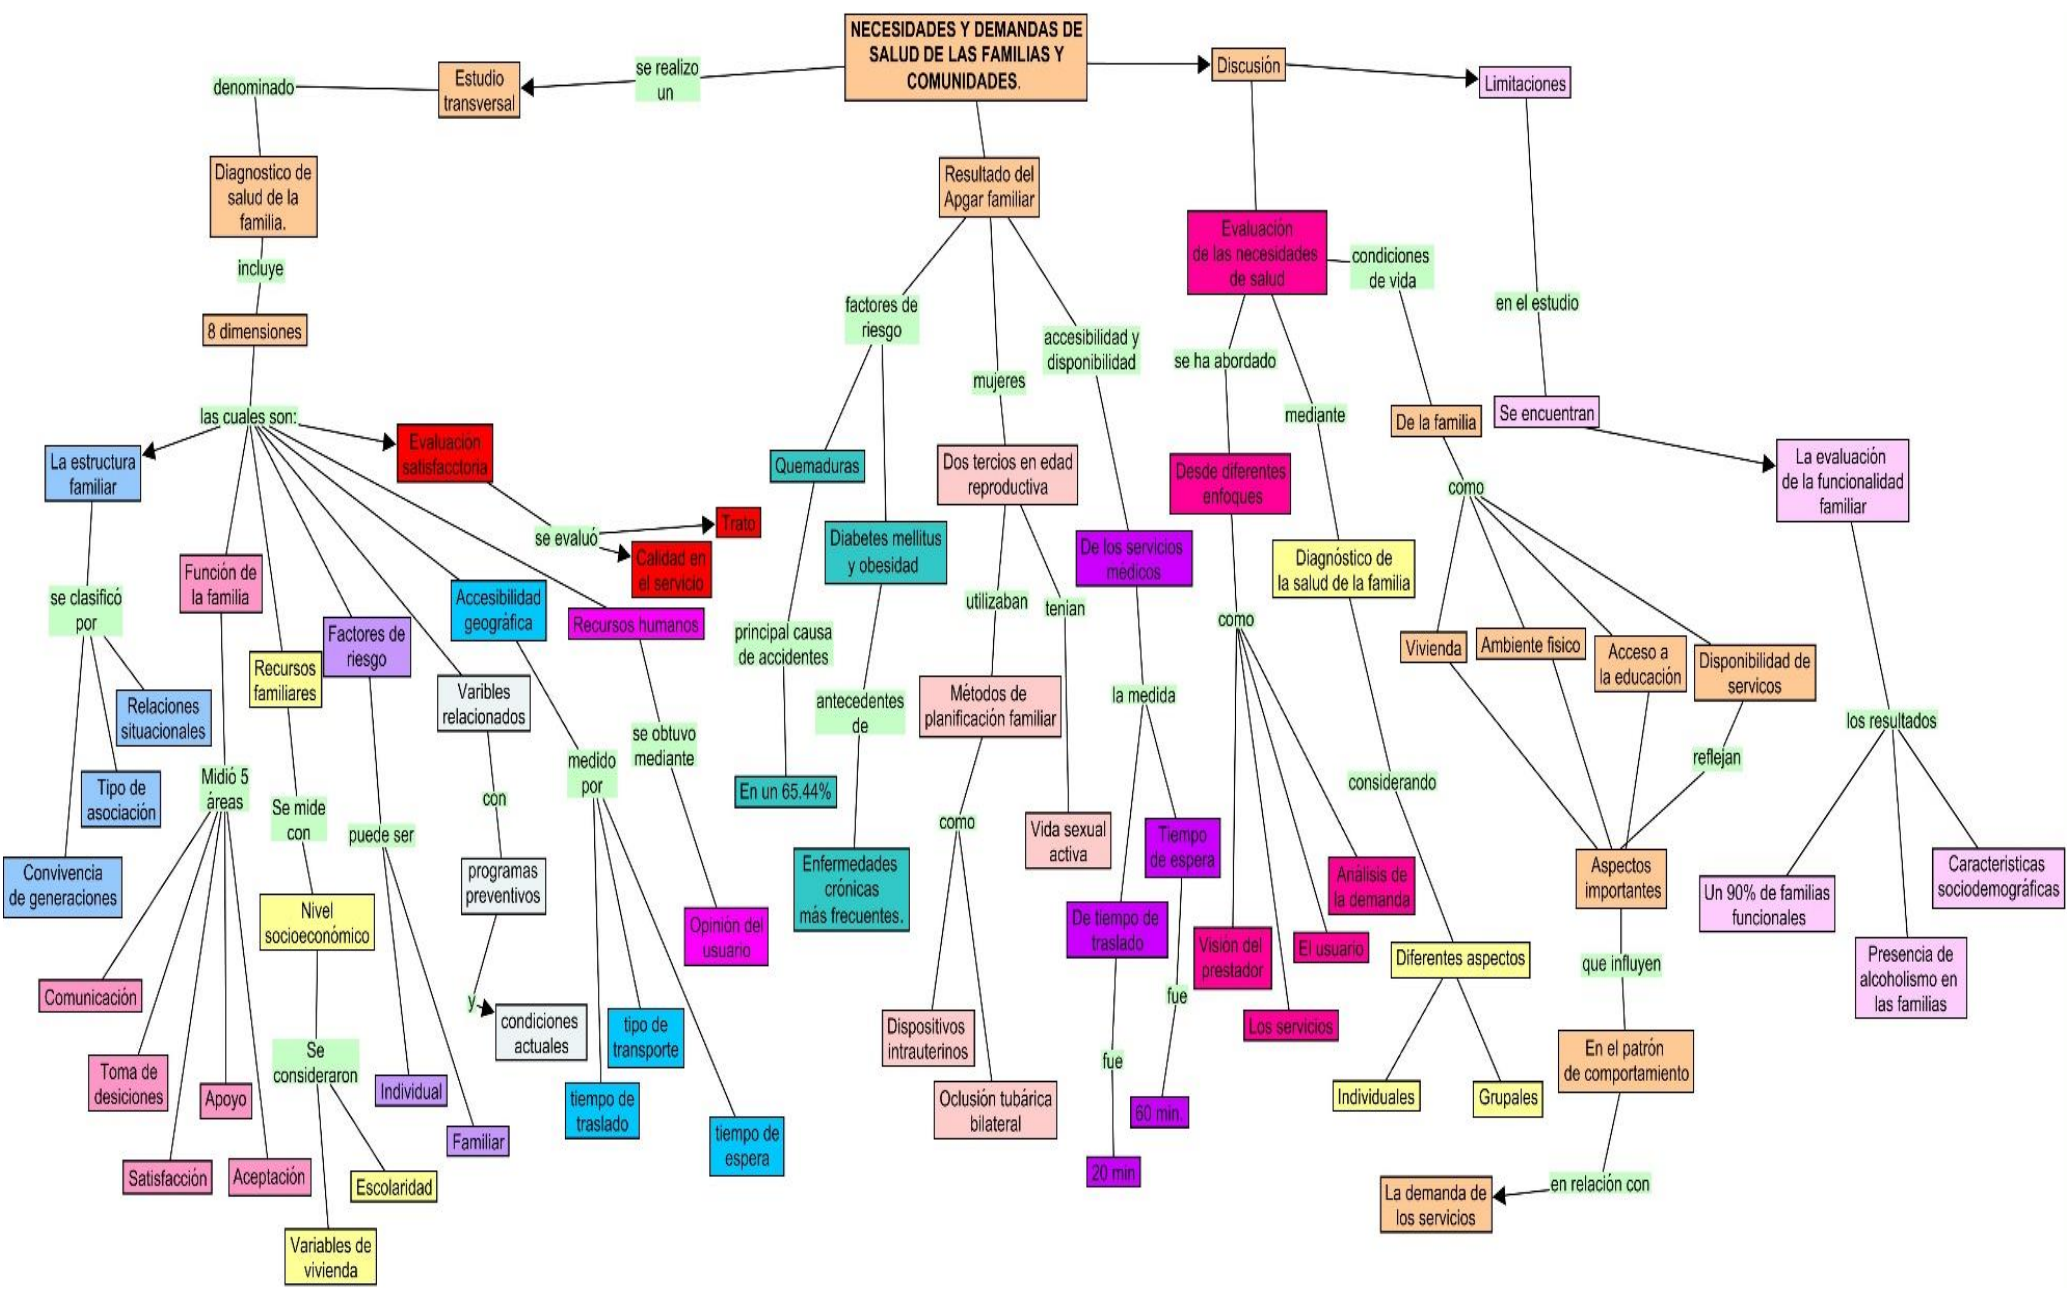 NECESIDADES Y DEMANDAS DE
SALUD DE LAS FAMILIAS Y
COMUNIDADES.
se realizo
un
Estudio
transversal
denominado
Diagnostico de
salud de la
familia.
incluye
8 dimensiones
las cuales son:
La estructura
familiar
se clasificó
por
Relaciones
situacionales
Tipo de
asociación
Convivencia
de generaciones
Función de
la familia
Midió 5
áreas
Comunicación
Toma de
desiciones
Satisfacción
Apoyo
Aceptación
Recursos
familiares
Se mide
con
Nivel
socioeconómico
Se
consideraron
Escolaridad
Variables de
vivienda
Factores de
riesgo
puede ser
Individual
Familiar
Varibles
relacionados
con
programas
preventivos
y
condiciones
actuales
Accesibilidad
geográfica
medido
por
tiempo de
traslado
tipo de
transporte
tiempo de
espera
Recursos humanos
se obtuvo
mediante
Opinión del
usuario
Evaluación
satisfacctoria
se evaluó
Trato
Calidad en
el servicio
Resultado del
Apgar familiar
factores de
riesgo
Quemaduras
principal causa
de accidentes
En un 65.44%
Diabetes mellitus
y obesidad
antecedentes
de
Enfermedades
crónicas
más frecuentes.
mujeres
Dos tercios en edad
reproductiva
utilizaban
Métodos de
planificación familiar
como
Dispositivos
intrauterinos
Oclusión tubárica
bilateral
tenian
Vida sexual
activa
accesibilidad y
disponibilidad
De los servicios
médicos
la medida
De tiempo de
traslado
fue
20 min
Tiempo
de espera
fue
60 min.
Discusión
Evaluación
de las necesidades
de salud
se ha abordado
Desde diferentes
enfoques
como
Visión del
prestador
Los servicios
El usuario
Análisis de
la demanda
mediante
Diagnóstico de
la salud de la familia
considerando
Diferentes aspectos
Individuales
Grupales
condiciones
de vida
De la familia
como
Vivienda
Ambiente fisico
Acceso a
la educación
Disponibilidad de
servicos
reflejan
Aspectos
importantes
que influyen
En el patrón
de comportamiento
en relación con
La demanda de
los servicios
Limitaciones
en el estudio
Se encuentran
La evaluación
de la funcionalidad
familiar
los resultados
Un 90% de familias
funcionales
Presencia de
alcoholismo en
las familias
Caracteristicas
sociodemográficas